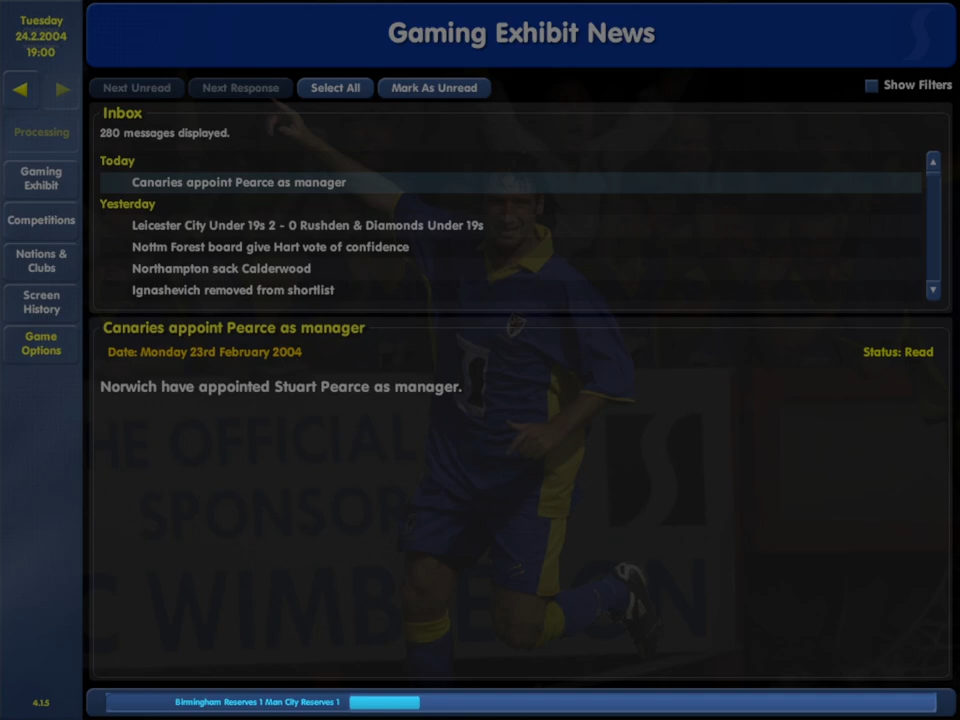 Tuesday
24.2.2004
19:00
Gaming Exhibit News
Next Unread
Next Response
Select All
Mark As Unread
Show Filters
Processing
Gaming
Exhibit
Competitions
Nations &
Clubs
Screen
History
Game
Options
Inbox
280 messages displayed.
Today
Canaries appoint Pearce as manager
Yesterday
Leicester City Under 19s 2 - 0 Rushden & Diamonds Under 19s
Nottm Forest board give Hart vote of confidence
Northampton sack Calderwood
Ignashevich removed from shortlist
Canaries appoint Pearce as manager
Date: Monday 23rd February 2004
Status: Read
Norwich have appointed Stuart Pearce as manager.
HE OFFICIAL
SPONSOR
4.1.5
Birmingham Reserves 1 Man City Reserves 1